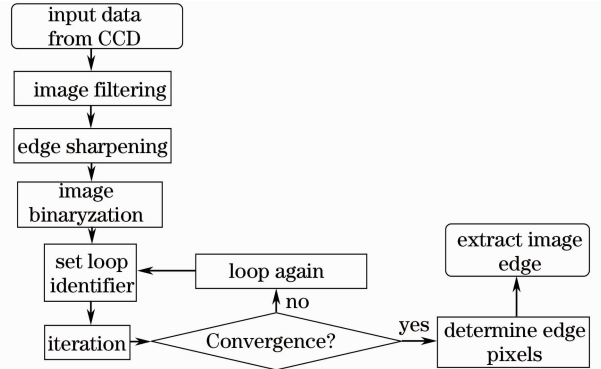 input data
from CCD
image filtering
edge sharpening
image
binaryzation
set loop
identifier
loop again
iteration
Convergence?
no
yes
determine edge
pixels
extract image
edge